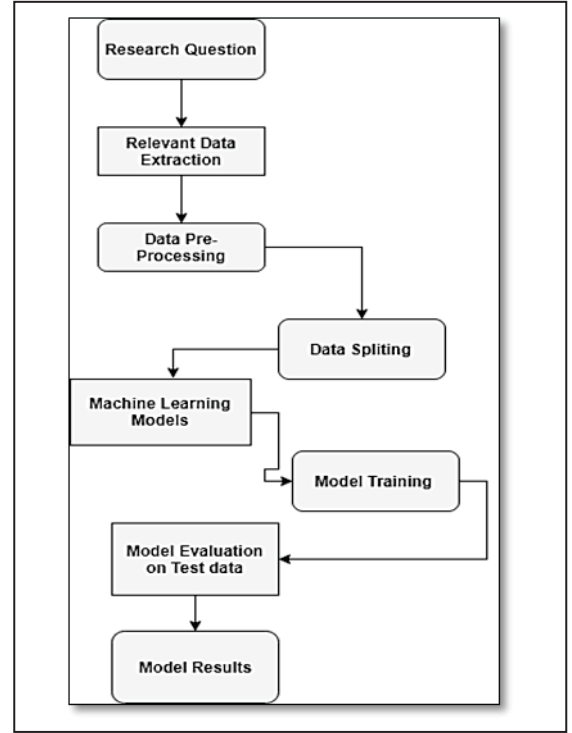 Research Question
Relevant Data
Extraction
Data Pre-
Processing
Data Spliting
Machine Learning
Models
Model Training
Model Evaluation
on Test data
Model Results